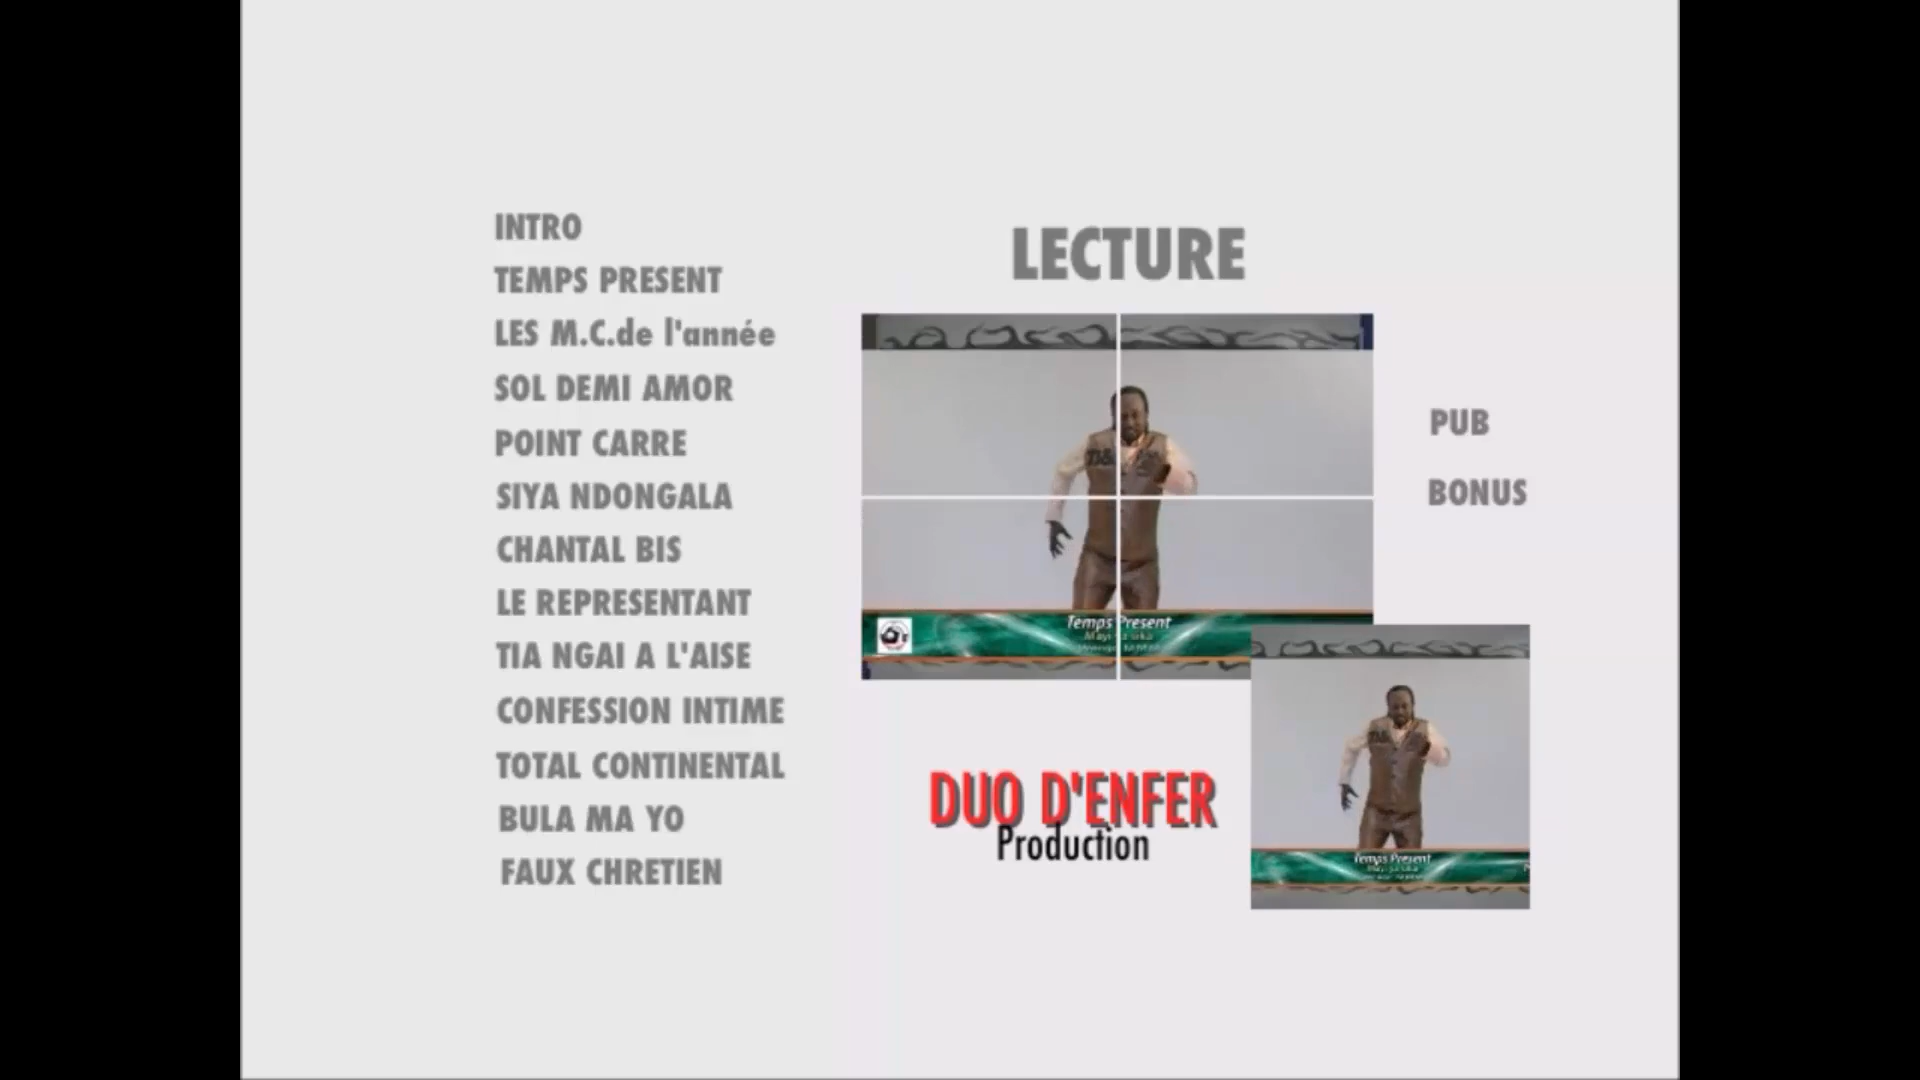 INTRO
TEMPS PRESENT
LES M.C.de l'année
SOL DEMI AMOR
POINT CARRE
SIYA NDONGALA
CHANTAL BIS
LE REPRESENTANT
TIA NGAI A L'AISE
CONFESSION INTIME
TOTAL CONTINENTAL
BULA MA YO
FAUX CHRETIEN
LECTURE
Temps Present
PUB
BONUS
DUO D'ENFER
Production
Temps Present